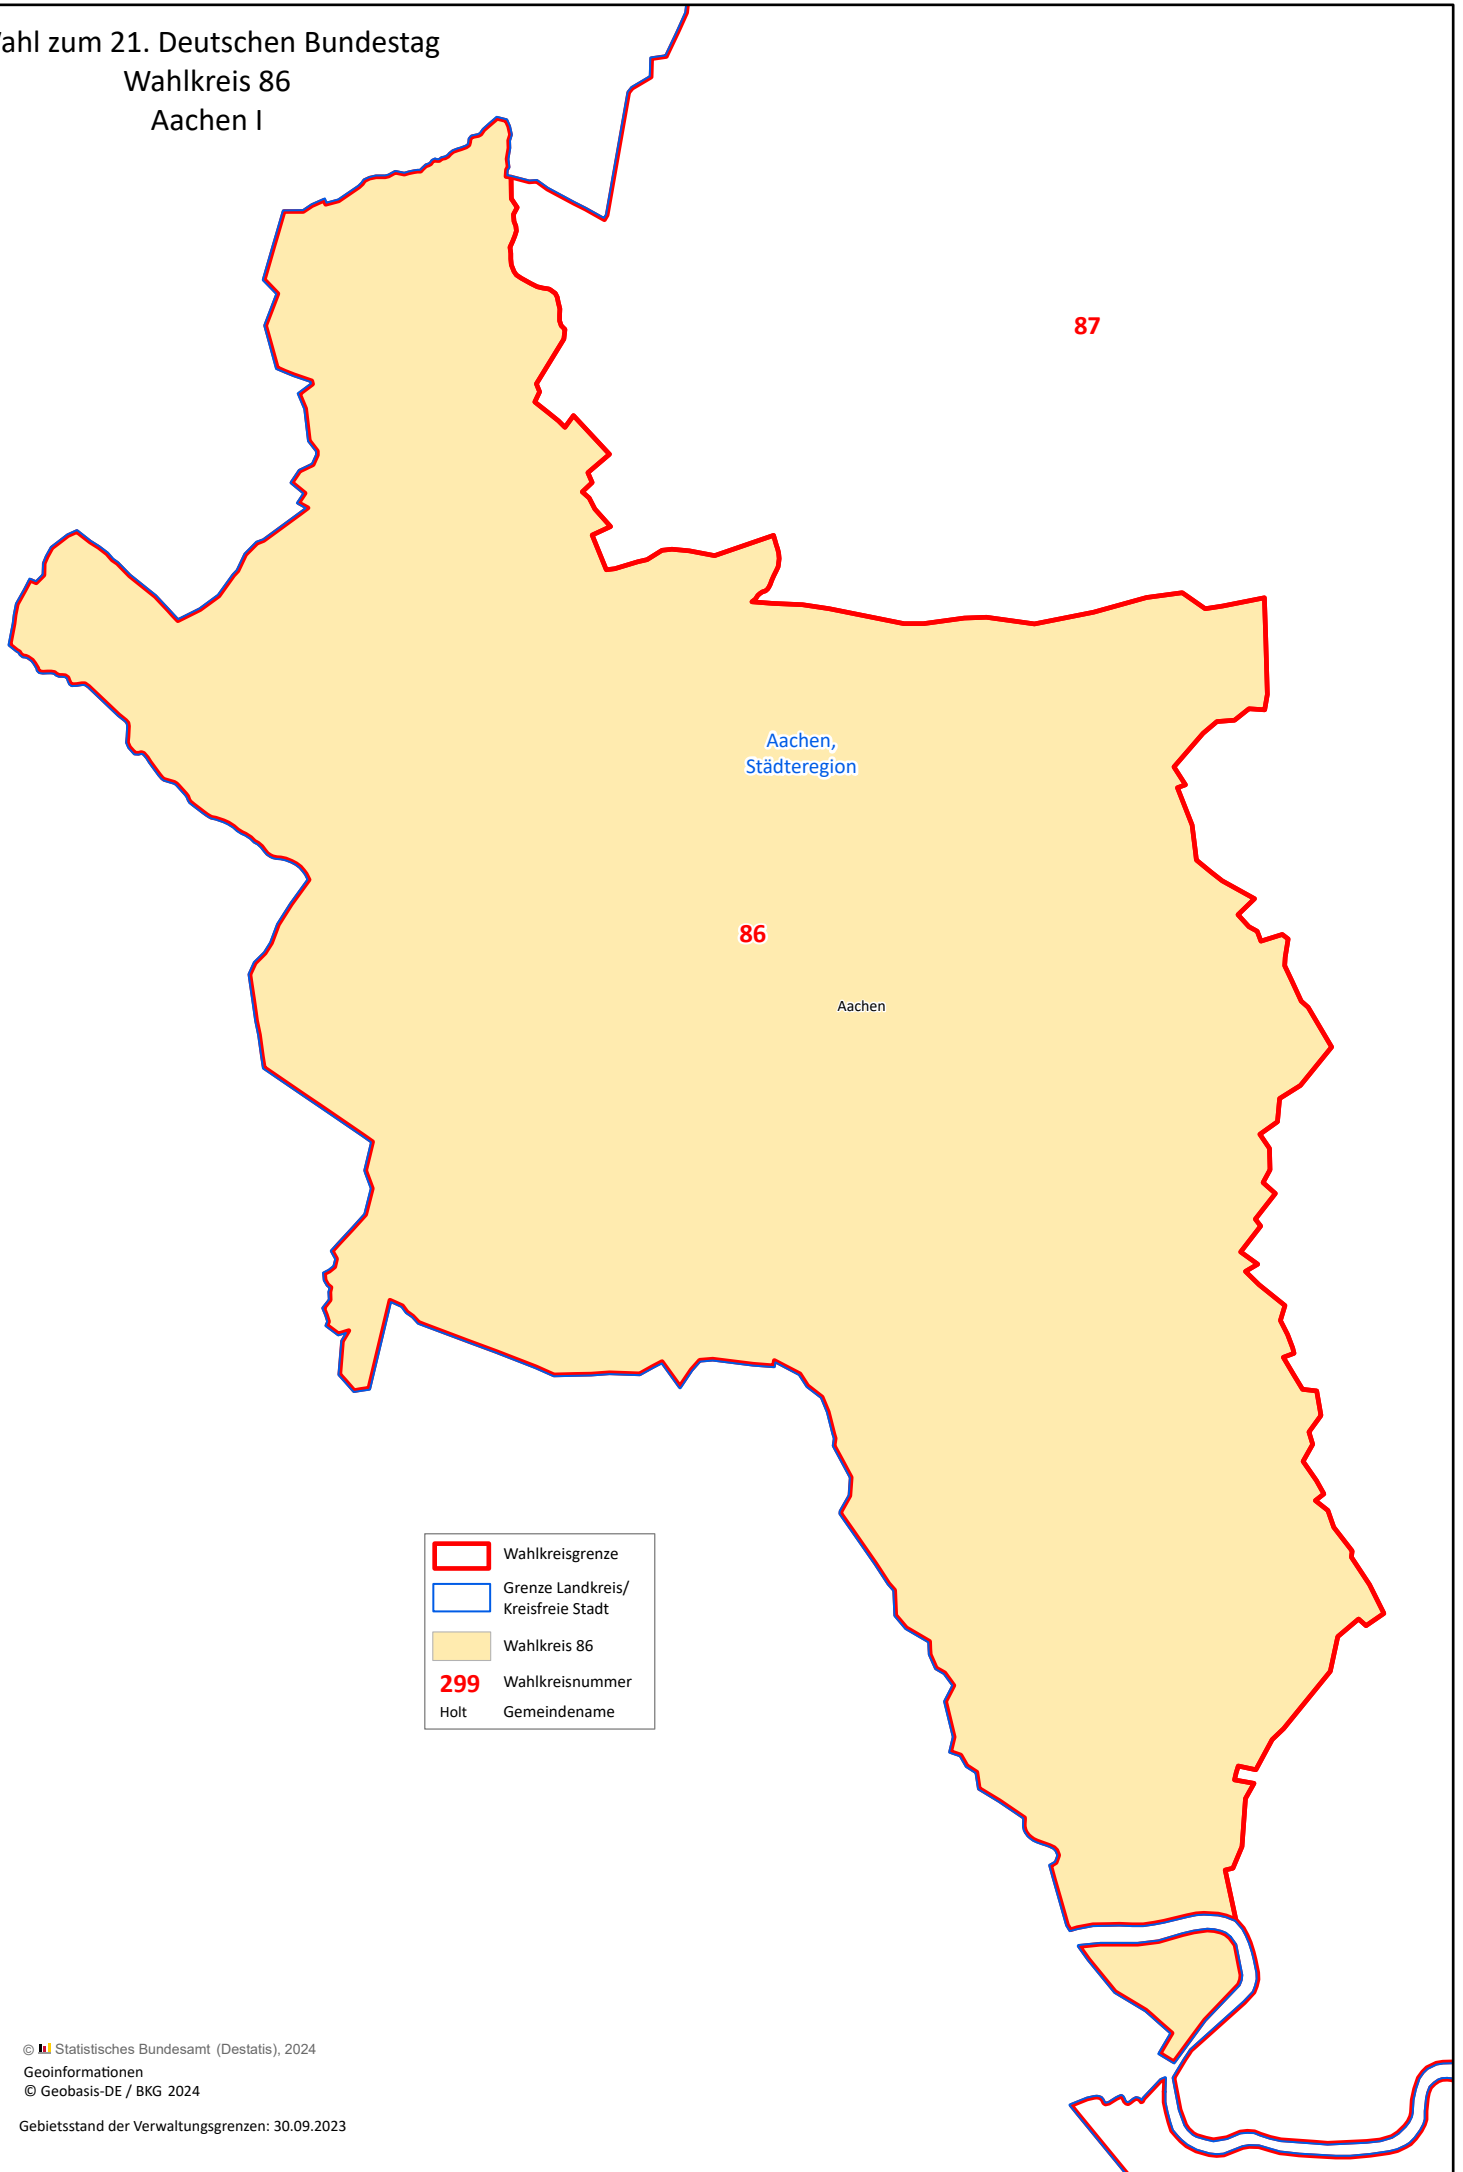 ahl zum 21. Deutschen Bundestag
Wahlkreis 86
Aachen I
87
Aachen,
Städteregion
86
Aachen
Wahlkreisgrenze
Grenze Landkreis/
Kreisfreie Stadt
Wahlkreis 86
299 Wahlkreisnummer
Holt Gemeindename
© Statistisches Bundesamt (Destatis), 2024
Geoinformationen
© Geobasis-DE / BKG 2024
Gebietsstand der Verwaltungsgrenzen: 30.09.2023